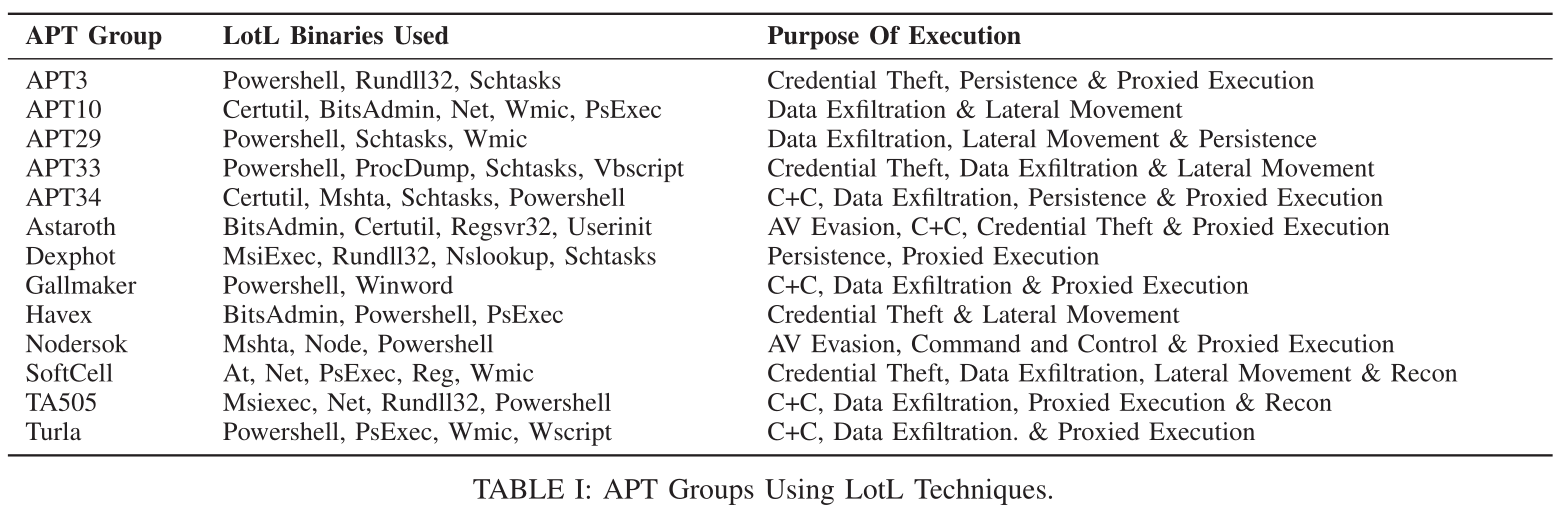 APT Group LotL Binaries Used Purpose Of Execution
APT3 Powershell, Rundll32, Schtasks Credential Theft, Persistence & Proxied Execution
APT10 Certutil, BitsAdmin, Net, Wmic, PsExec Data Exfiltration & Lateral Movement
APT29 Powershell, Schtasks, Wmic Data Exfiltration, Lateral Movement & Persistence
APT33 Powershell, ProcDump, Schtasks, Vbscript Credential Theft, Data Exfiltration & Lateral Movement
APT34 Certutil, Mshta, Schtasks, Powershell C+C, Data Exfiltration, Persistence & Proxied Execution
Astaroth BitsAdmin, Certutil, Regsvr32, Userinit AV Evasion, C+C, Credential Theft & Proxied Execution
Dexphot MsiExec, Rundll32, Nslookup, Schtasks Persistence, Proxied Execution
Gallmaker Powershell, Winword C+C, Data Exfiltration & Proxied Execution
Havex BitsAdmin, Powershell, PsExec Credential Theft & Lateral Movement
Nodersok Mshta, Node, Powershell AV Evasion, Command and Control & Proxied Execution
SoftCell At, Net, PsExec, Reg, Wmic Credential Theft, Data Exfiltration, Lateral Movement & Recon
TA505 Msiexec, Net, Rundll32, Powershell C+C, Data Exfiltration, Proxied Execution & Recon
Turla Powershell, PsExec, Wmic, Wscript C+C, Data Exfiltration. & Proxied Execution
TABLE I: APT Groups Using LotL Techniques.